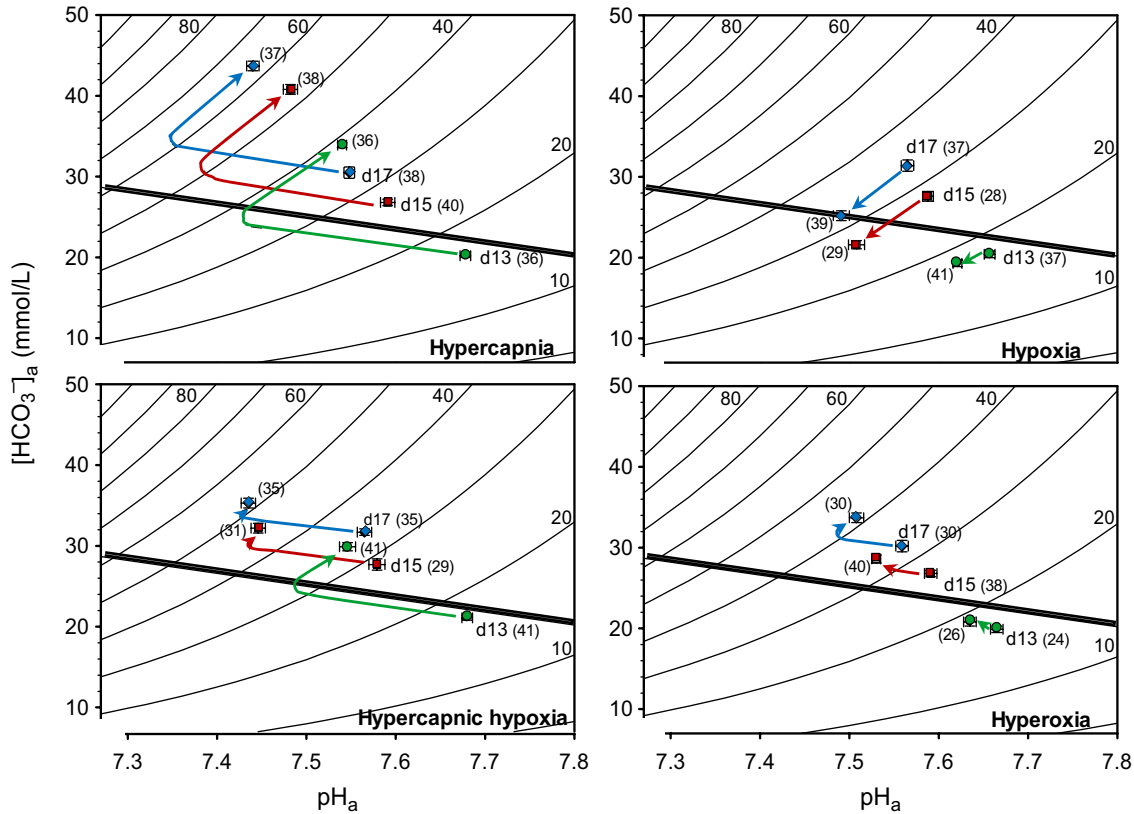 50
40
30
20
10
80
60
40
20
10
(37)
(38)
(36)
d17 (38)
d15 (40)
d13 (36)
Hypercapnia
80
60
40
20
10
d17 (37)
d15 (28)
(39)
(29)
d13 (37)
(41)
Hypoxia
[HCO₃⁻]ₐ (mmol/L)
50
40
30
20
10
80
60
40
20
10
(35)
d17 (35)
(31)
(41)
d15 (29)
d13 (41)
Hypercapnic hypoxia
50
40
30
20
10
80
60
40
20
10
(30)
d17 (30)
(40)
d15 (38)
(26)
d13 (24)
Hyperoxia
7.3 7.4 7.5 7.6 7.7 7.8
7.3 7.4 7.5 7.6 7.7 7.8
pHₐ
pHₐ